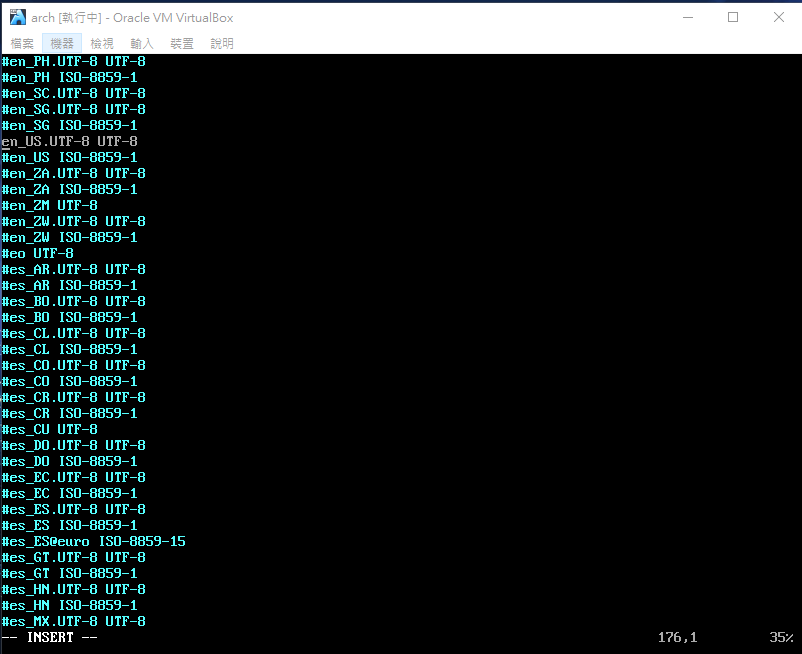 arch [執行中] - Oracle VM VirtualBox
檔案 機器 檢視 輸入 裝置 說明
#en_PH.UTF-8 UTF-8
#en_PH ISO-8859-1
#en_SC.UTF-8 UTF-8
#en_SG.UTF-8 UTF-8
#en_SG ISO-8859-1
en_US.UTF-8 UTF-8
#en_US ISO-8859-1
#en_ZA.UTF-8 UTF-8
#en_ZA ISO-8859-1
#en_ZM UTF-8
#en_ZW.UTF-8 UTF-8
#en_ZW ISO-8859-1
#eo UTF-8
#es_AR.UTF-8 UTF-8
#es_AR ISO-8859-1
#es_BO.UTF-8 UTF-8
#es_BO ISO-8859-1
#es_CL.UTF-8 UTF-8
#es_CL ISO-8859-1
#es_CO.UTF-8 UTF-8
#es_CO ISO-8859-1
#es_CR.UTF-8 UTF-8
#es_CR ISO-8859-1
#es_CU UTF-8
#es_DO.UTF-8 UTF-8
#es_DO ISO-8859-1
#es_EC.UTF-8 UTF-8
#es_EC ISO-8859-1
#es_ES.UTF-8 UTF-8
#es_ES ISO-8859-1
#es_ES@euro ISO-8859-15
#es_GT.UTF-8 UTF-8
#es_GT ISO-8859-1
#es_HN.UTF-8 UTF-8
#es_HN ISO-8859-1
#es_MX.UTF-8 UTF-8
-- INSERT -- 176,1 35%